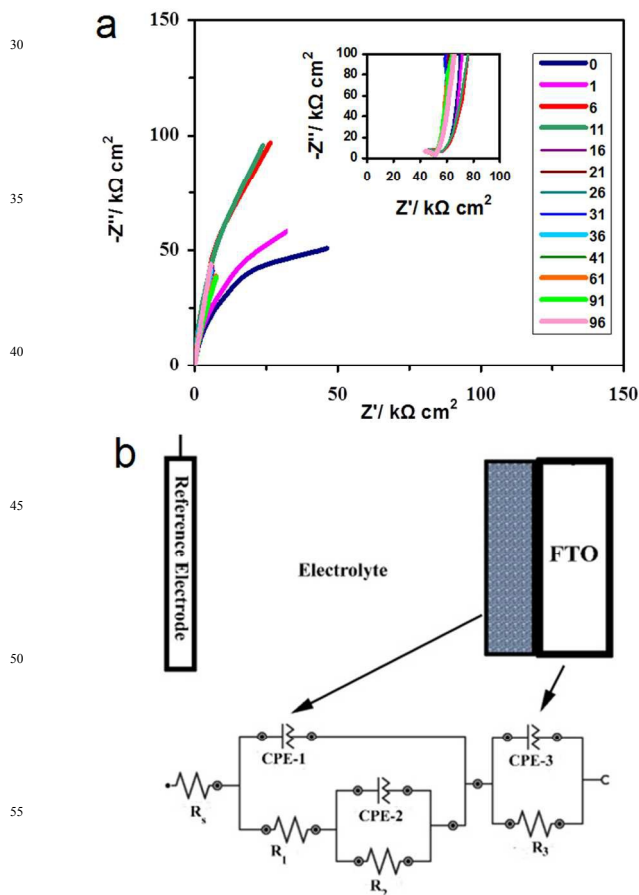 a
30
35
40
45
50
55
-Z''/ kΩ cm²
150
100
50
0
0
50
100
150
Z'/ kΩ cm²
-Z''/ kΩ cm²
100
80
60
40
20
0
0
20
40
60
80
100
Z'/ kΩ cm²
0
1
6
11
16
21
26
31
36
41
61
91
96
b
Reference Electrode
Electrolyte
FTO
CPE-1
CPE-3
CPE-2
Rs
R1
R2
R3